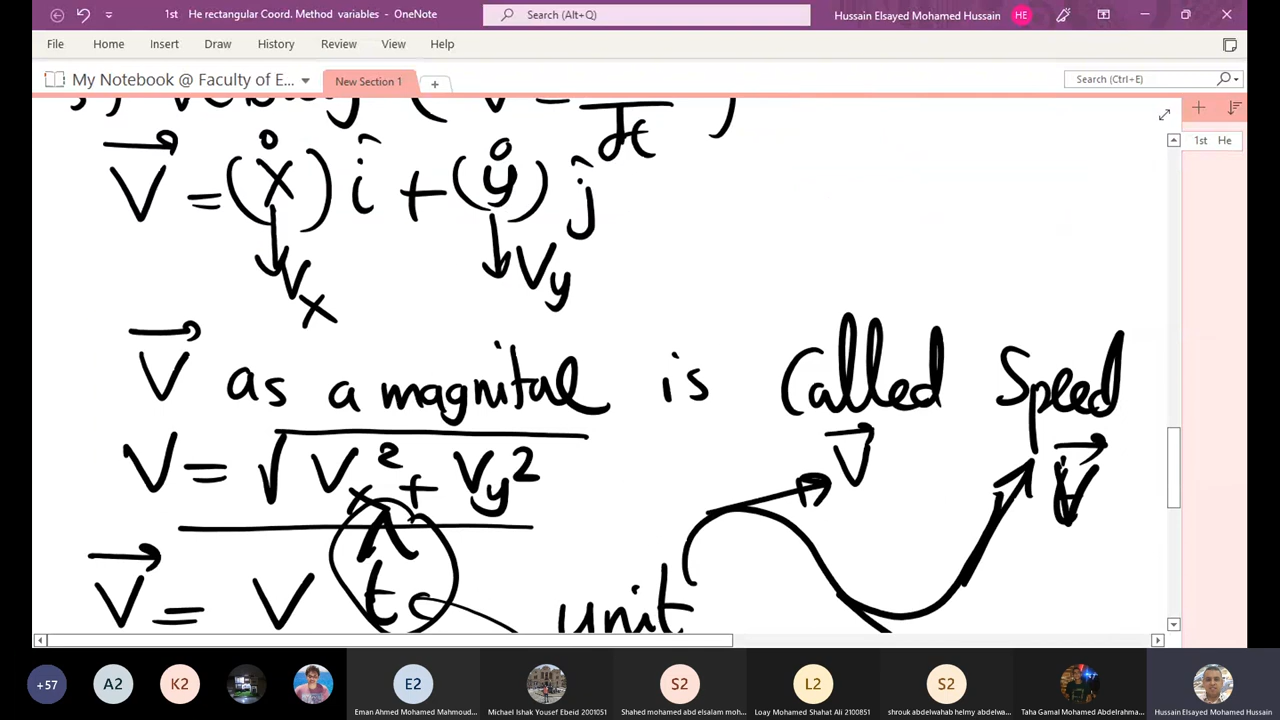 1st He rectangular Coord. Method variables - OneNote
Search (Alt+Q)
Hussain Elsayed Mohamed Hussain
HE
File Home Insert Draw History Review View Help
My Notebook @ Faculty of E...
New Section 1
Search (Ctrl+E)
1st He
dt
V = (ẋ) î + (ẏ) ĵ
Vx
Vy
V as a magnitale is Called Speed
V = √Vx² + Vy²
V
V
V = V t̂o unit
+57
A2
K2
E2
S2
L2
S2
Eman Ahmed Mohamed Mahmoud...
Michael Ishak Yousef Ebeid 2001051
Shahed mohamed abd elsalam moh...
Loay Mohamed Shahat Ali 2100851
shrouk abdelwahab helmy abdelwa...
Taha Gamal Mohamed Abdelrahma...
Hussain Elsayed Mohamed Hussain